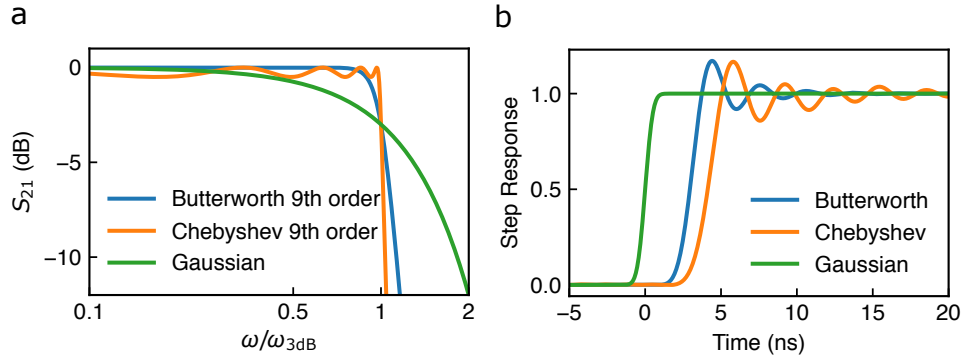 a
0
−5
−10
S21 (dB)
Butterworth 9th order
Chebyshev 9th order
Gaussian
0.1
0.5
1
2
ω/ω3dB
b
1.0
0.5
0.0
Step Response
Butterworth
Chebyshev
Gaussian
−5
0
5
10
15
20
Time (ns)